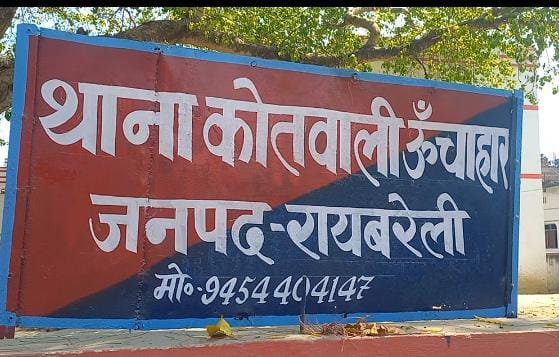 थाना कोतवाली ऊँचाहार
जनपद-रायबरेली
मो०-9454404147